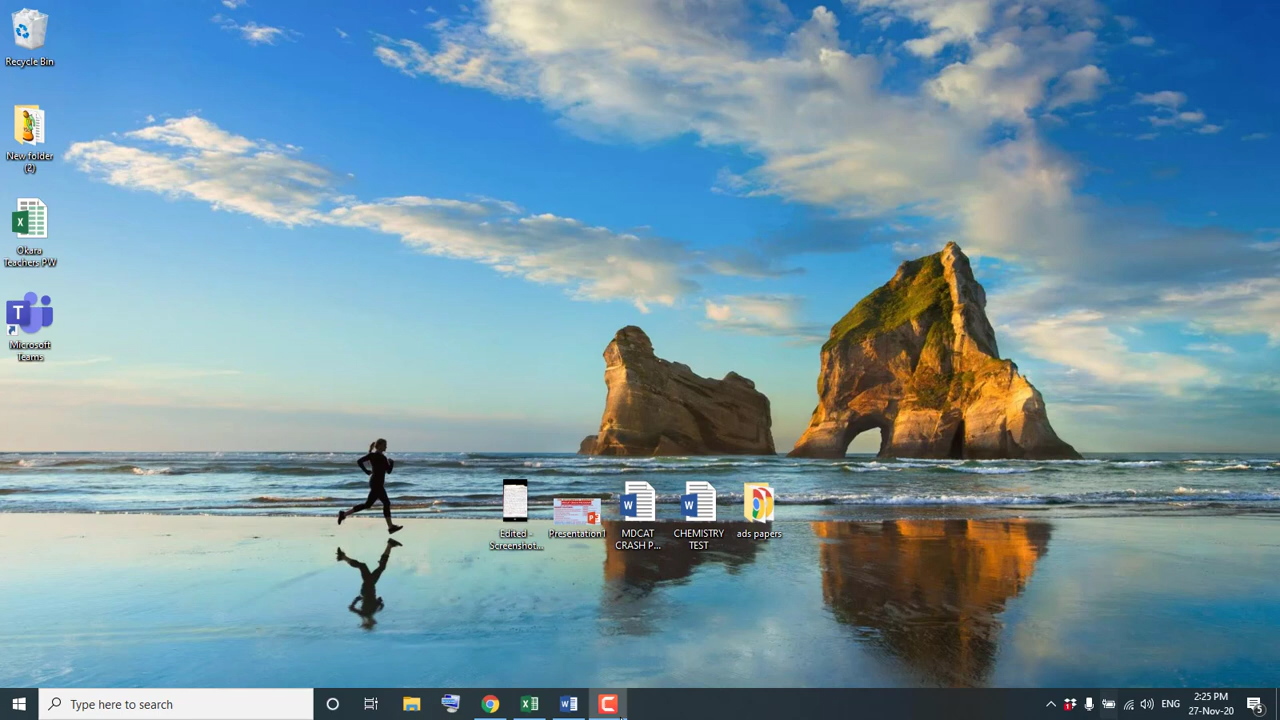 Recycle Bin
New folder
(2)
Okara
Teachers PW
T
Microsoft
Teams
Edited -
Screenshot...
Presentation1
MDCAT
CRASH P...
CHEMISTRY
TEST
ads papers
Type here to search
ENG
2:25 PM
27-Nov-20
5